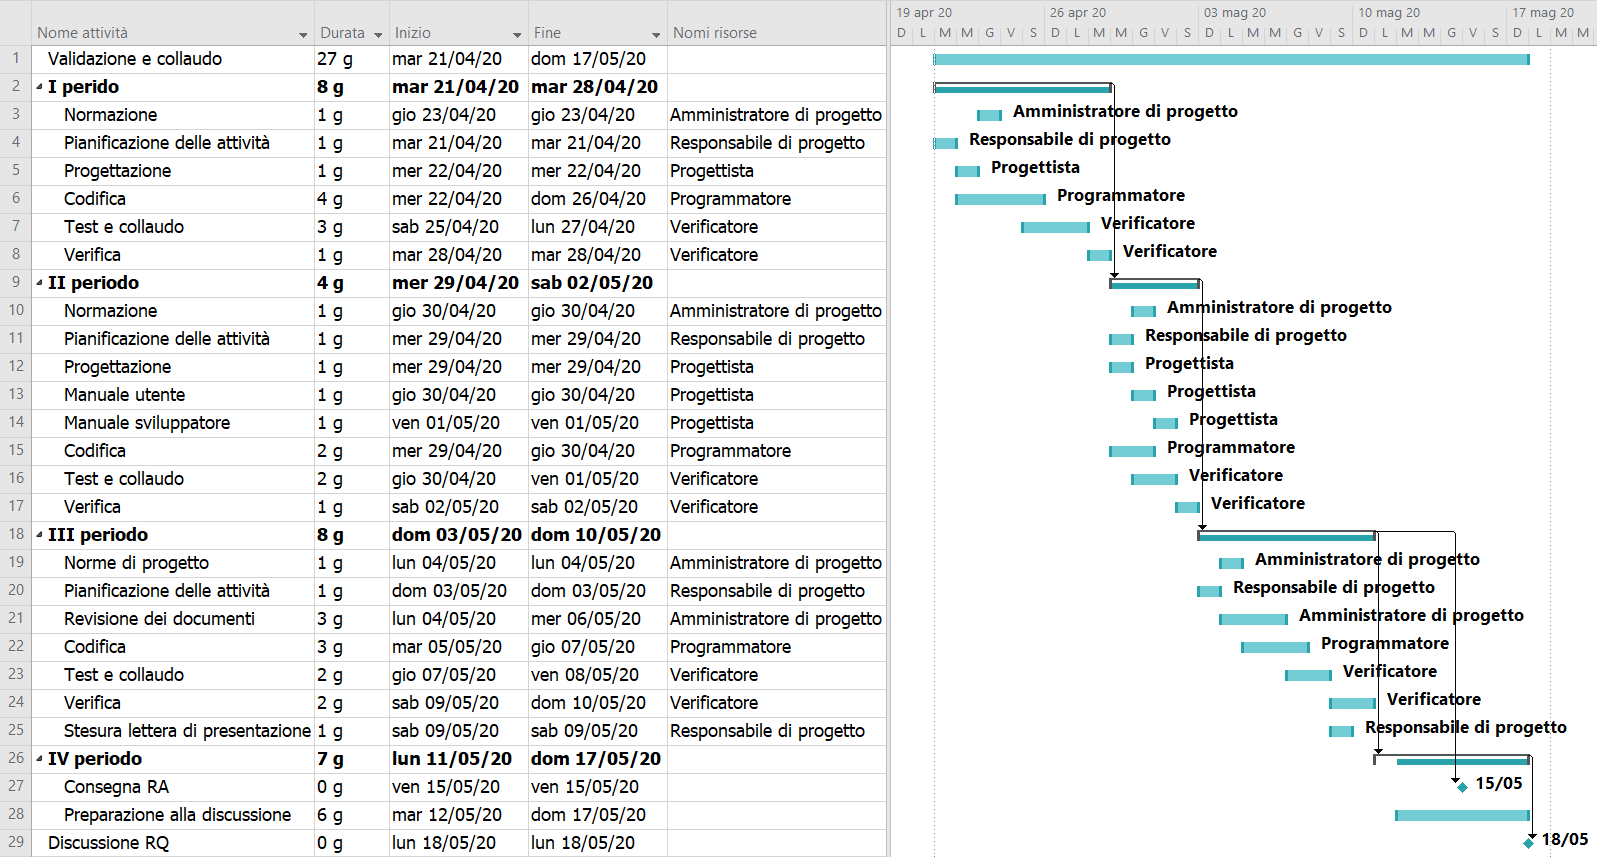 19 apr 20 26 apr 20 03 mag 20 10 mag 20 17 mag 20
Nome attività Durata Inizio Fine Nomi risorse D L M M G V S D L M M G V S D L M M G V S D L M M G V S D L M M
1 Validazione e collaudo 27 g mar 21/04/20 dom 17/05/20
2 I perido 8 g mar 21/04/20 mar 28/04/20
3 Normazione 1 g gio 23/04/20 gio 23/04/20 Amministratore di progetto Amministratore di progetto
4 Pianificazione delle attività 1 g mar 21/04/20 mar 21/04/20 Responsabile di progetto Responsabile di progetto
5 Progettazione 1 g mer 22/04/20 mer 22/04/20 Progettista Progettista
6 Codifica 4 g mer 22/04/20 dom 26/04/20 Programmatore Programmatore
7 Test e collaudo 3 g sab 25/04/20 lun 27/04/20 Verificatore Verificatore
8 Verifica 1 g mar 28/04/20 mar 28/04/20 Verificatore Verificatore
9 II periodo 4 g mer 29/04/20 sab 02/05/20
10 Normazione 1 g gio 30/04/20 gio 30/04/20 Amministratore di progetto Amministratore di progetto
11 Pianificazione delle attività 1 g mer 29/04/20 mer 29/04/20 Responsabile di progetto Responsabile di progetto
12 Progettazione 1 g mer 29/04/20 mer 29/04/20 Progettista Progettista
13 Manuale utente 1 g gio 30/04/20 gio 30/04/20 Progettista Progettista
14 Manuale sviluppatore 1 g ven 01/05/20 ven 01/05/20 Progettista Progettista
15 Codifica 2 g mer 29/04/20 gio 30/04/20 Programmatore Programmatore
16 Test e collaudo 2 g gio 30/04/20 ven 01/05/20 Verificatore Verificatore
17 Verifica 1 g sab 02/05/20 sab 02/05/20 Verificatore Verificatore
18 III periodo 8 g dom 03/05/20 dom 10/05/20
19 Norme di progetto 1 g lun 04/05/20 lun 04/05/20 Amministratore di progetto Amministratore di progetto
20 Pianificazione delle attività 1 g dom 03/05/20 dom 03/05/20 Responsabile di progetto Responsabile di progetto
21 Revisione dei documenti 3 g lun 04/05/20 mer 06/05/20 Amministratore di progetto Amministratore di progetto
22 Codifica 3 g mar 05/05/20 gio 07/05/20 Programmatore Programmatore
23 Test e collaudo 2 g gio 07/05/20 ven 08/05/20 Verificatore Verificatore
24 Verifica 2 g sab 09/05/20 dom 10/05/20 Verificatore Verificatore
25 Stesura lettera di presentazione 1 g sab 09/05/20 sab 09/05/20 Responsabile di progetto Responsabile di progetto
26 IV periodo 7 g lun 11/05/20 dom 17/05/20
27 Consegna RA 0 g ven 15/05/20 ven 15/05/20 15/05
28 Preparazione alla discussione 6 g mar 12/05/20 dom 17/05/20
29 Discussione RQ 0 g lun 18/05/20 lun 18/05/20 18/05